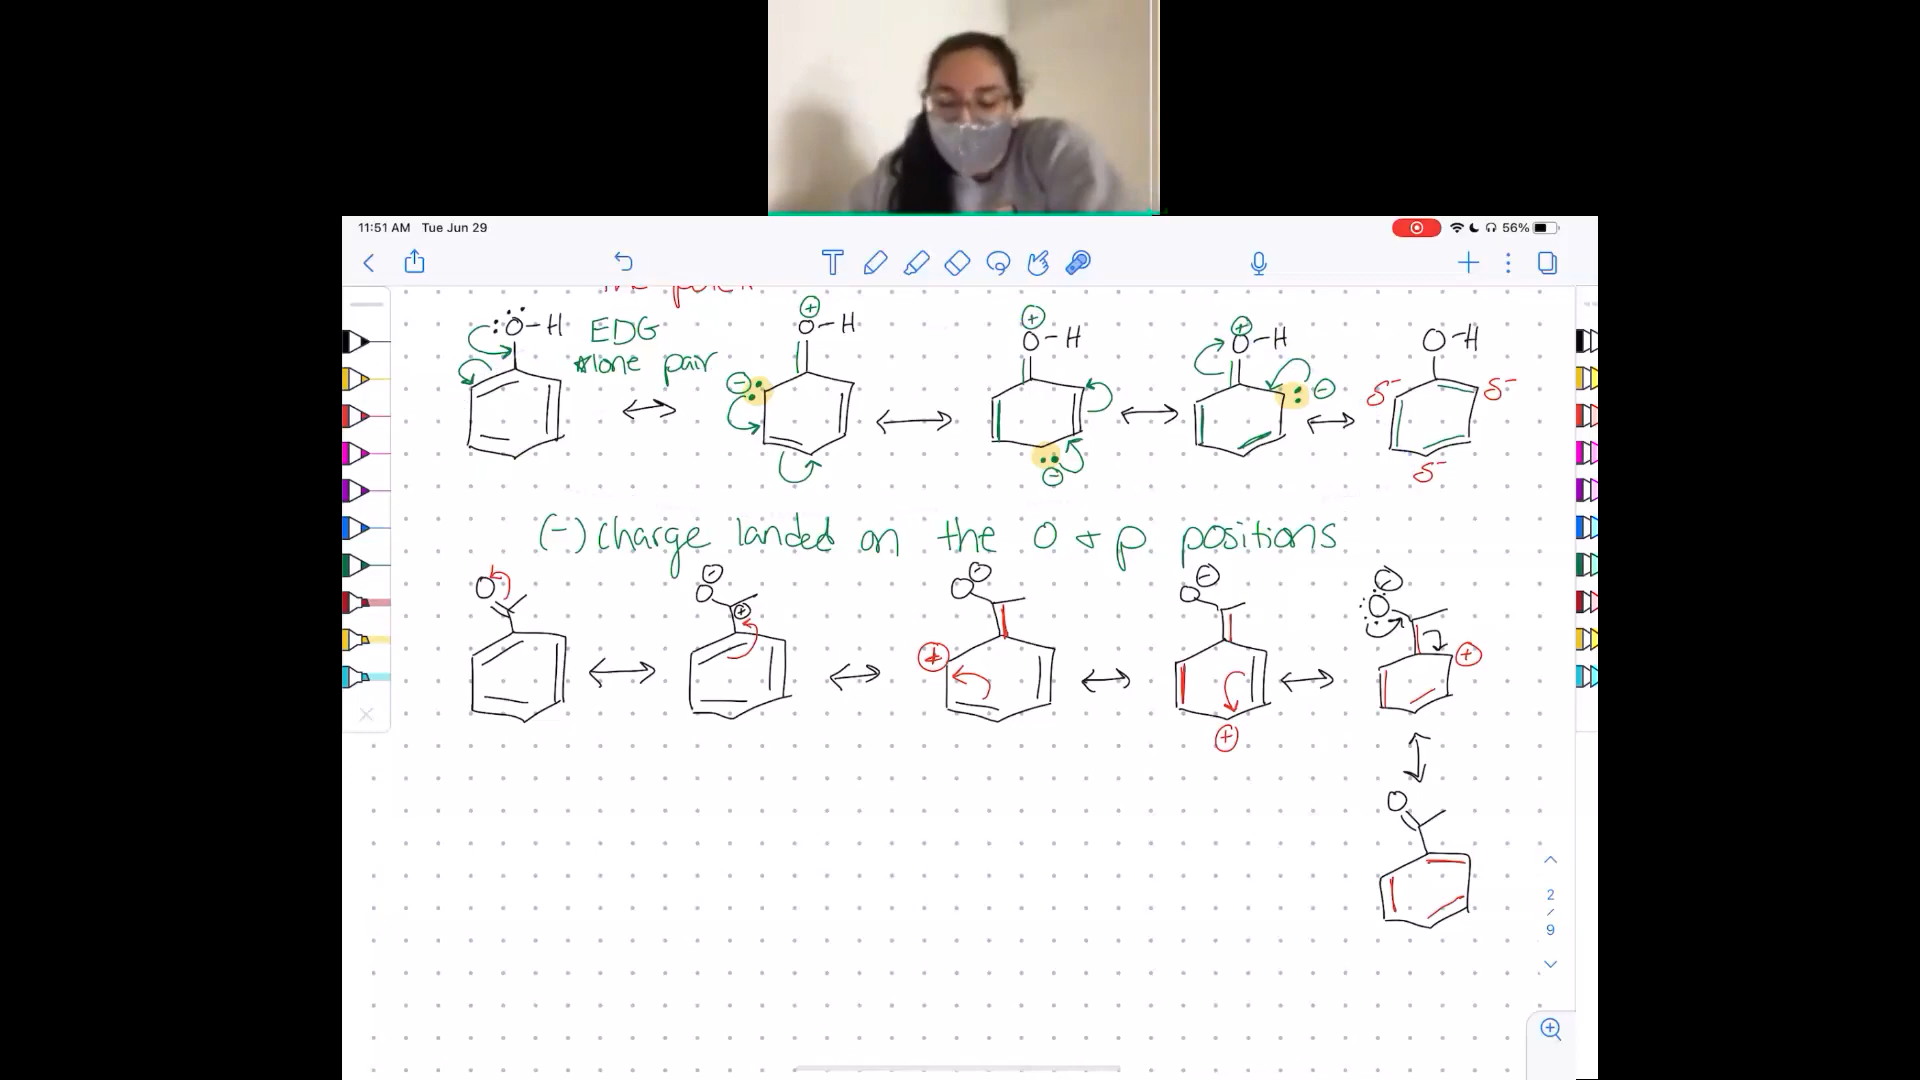 11:51 AM Tue Jun 29
56%
T
O-H EDG
lone pair
O-H
O-H
O-H
O-H
δ- δ-
δ-
(-) charge landed on the O + p positions
O
O
O
O
O
O
2
/
9